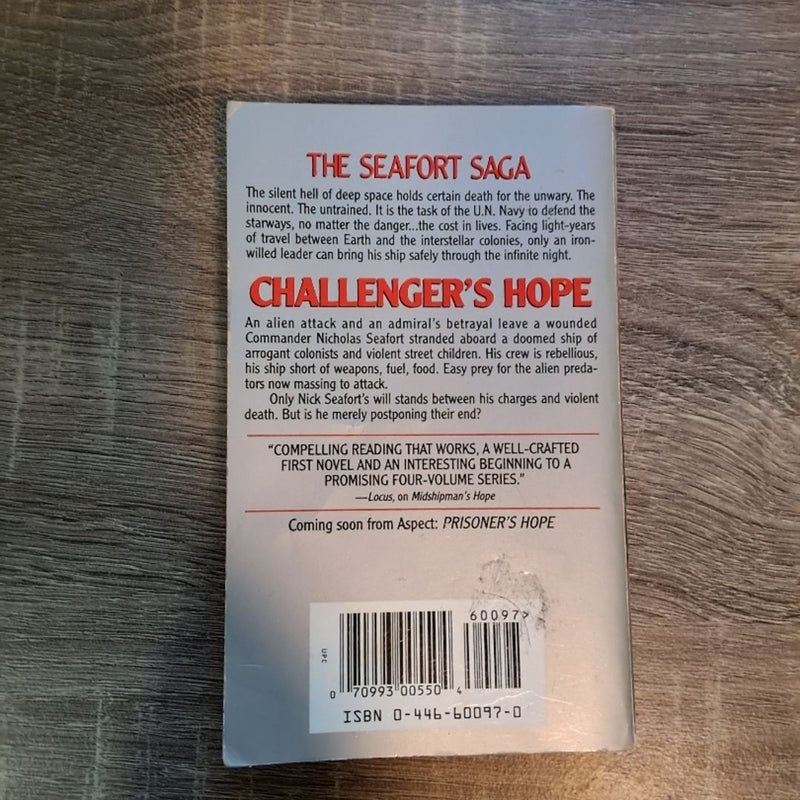 THE SEAFORT SAGA
The silent hell of deep space holds certain death for the unwary. The
innocent. The untrained. It is the task of the U.N. Navy to defend the
starways, no matter the danger...the cost in lives. Facing light-years
of travel between Earth and the interstellar colonies, only an iron-
willed leader can bring his ship safely through the infinite night.
CHALLENGER'S HOPE
An alien attack and an admiral's betrayal leave a wounded
Commander Nicholas Seafort stranded aboard a doomed ship of
arrogant colonists and violent street children. His crew is rebellious,
his ship short of weapons, fuel, food. Easy prey for the alien preda-
tors now massing to attack.
Only Nick Seafort's will stands between his charges and violent
death. But is he merely postponing their end?
"COMPELLING READING THAT WORKS, A WELL-CRAFTED
FIRST NOVEL AND AN INTERESTING BEGINNING TO A
PROMISING FOUR-VOLUME SERIES."
—Locus, on Midshipman's Hope
Coming soon from Aspect: PRISONER'S HOPE
60097>
UPC
0 70993 00550 4
ISBN 0-446-60097-0